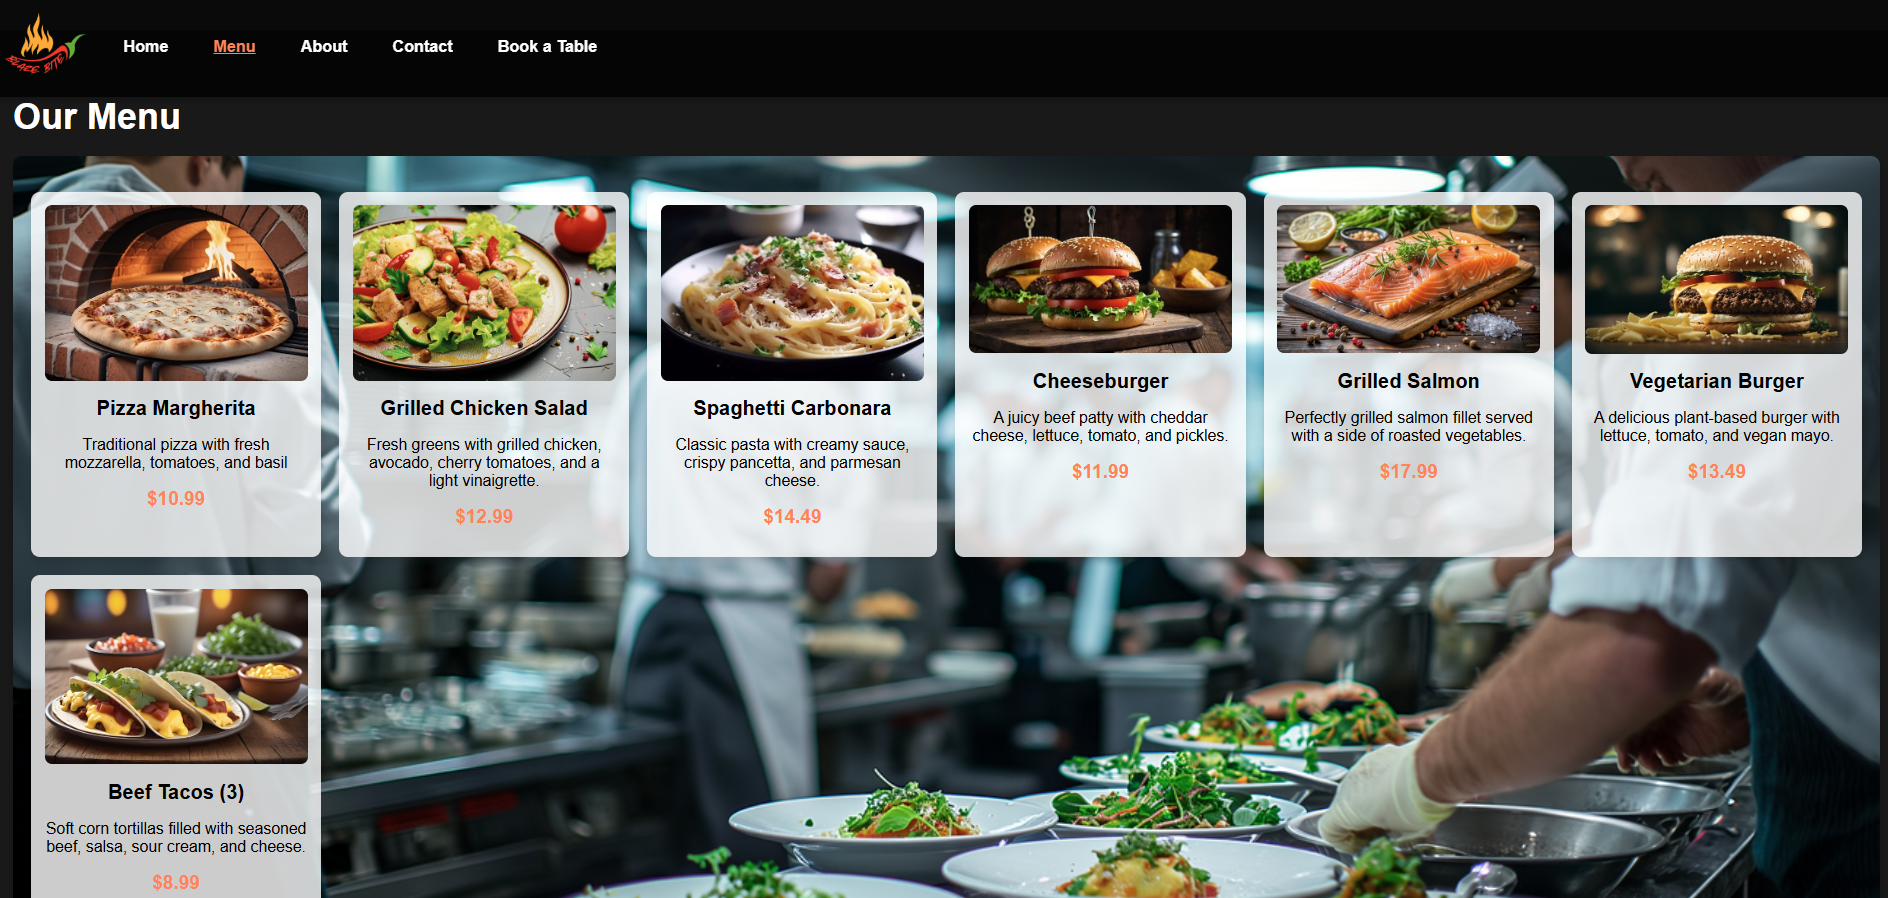 BLAZE BITE
Home
Menu
About
Contact
Book a Table
Our Menu
Pizza Margherita
Traditional pizza with fresh
mozzarella, tomatoes, and basil
$10.99
Grilled Chicken Salad
Fresh greens with grilled chicken,
avocado, cherry tomatoes, and a
light vinaigrette.
$12.99
Spaghetti Carbonara
Classic pasta with creamy sauce,
crispy pancetta, and parmesan
cheese.
$14.49
Cheeseburger
A juicy beef patty with cheddar
cheese, lettuce, tomato, and pickles.
$11.99
Grilled Salmon
Perfectly grilled salmon fillet served
with a side of roasted vegetables.
$17.99
Vegetarian Burger
A delicious plant-based burger with
lettuce, tomato, and vegan mayo.
$13.49
Beef Tacos (3)
Soft corn tortillas filled with seasoned
beef, salsa, sour cream, and cheese.
$8.99